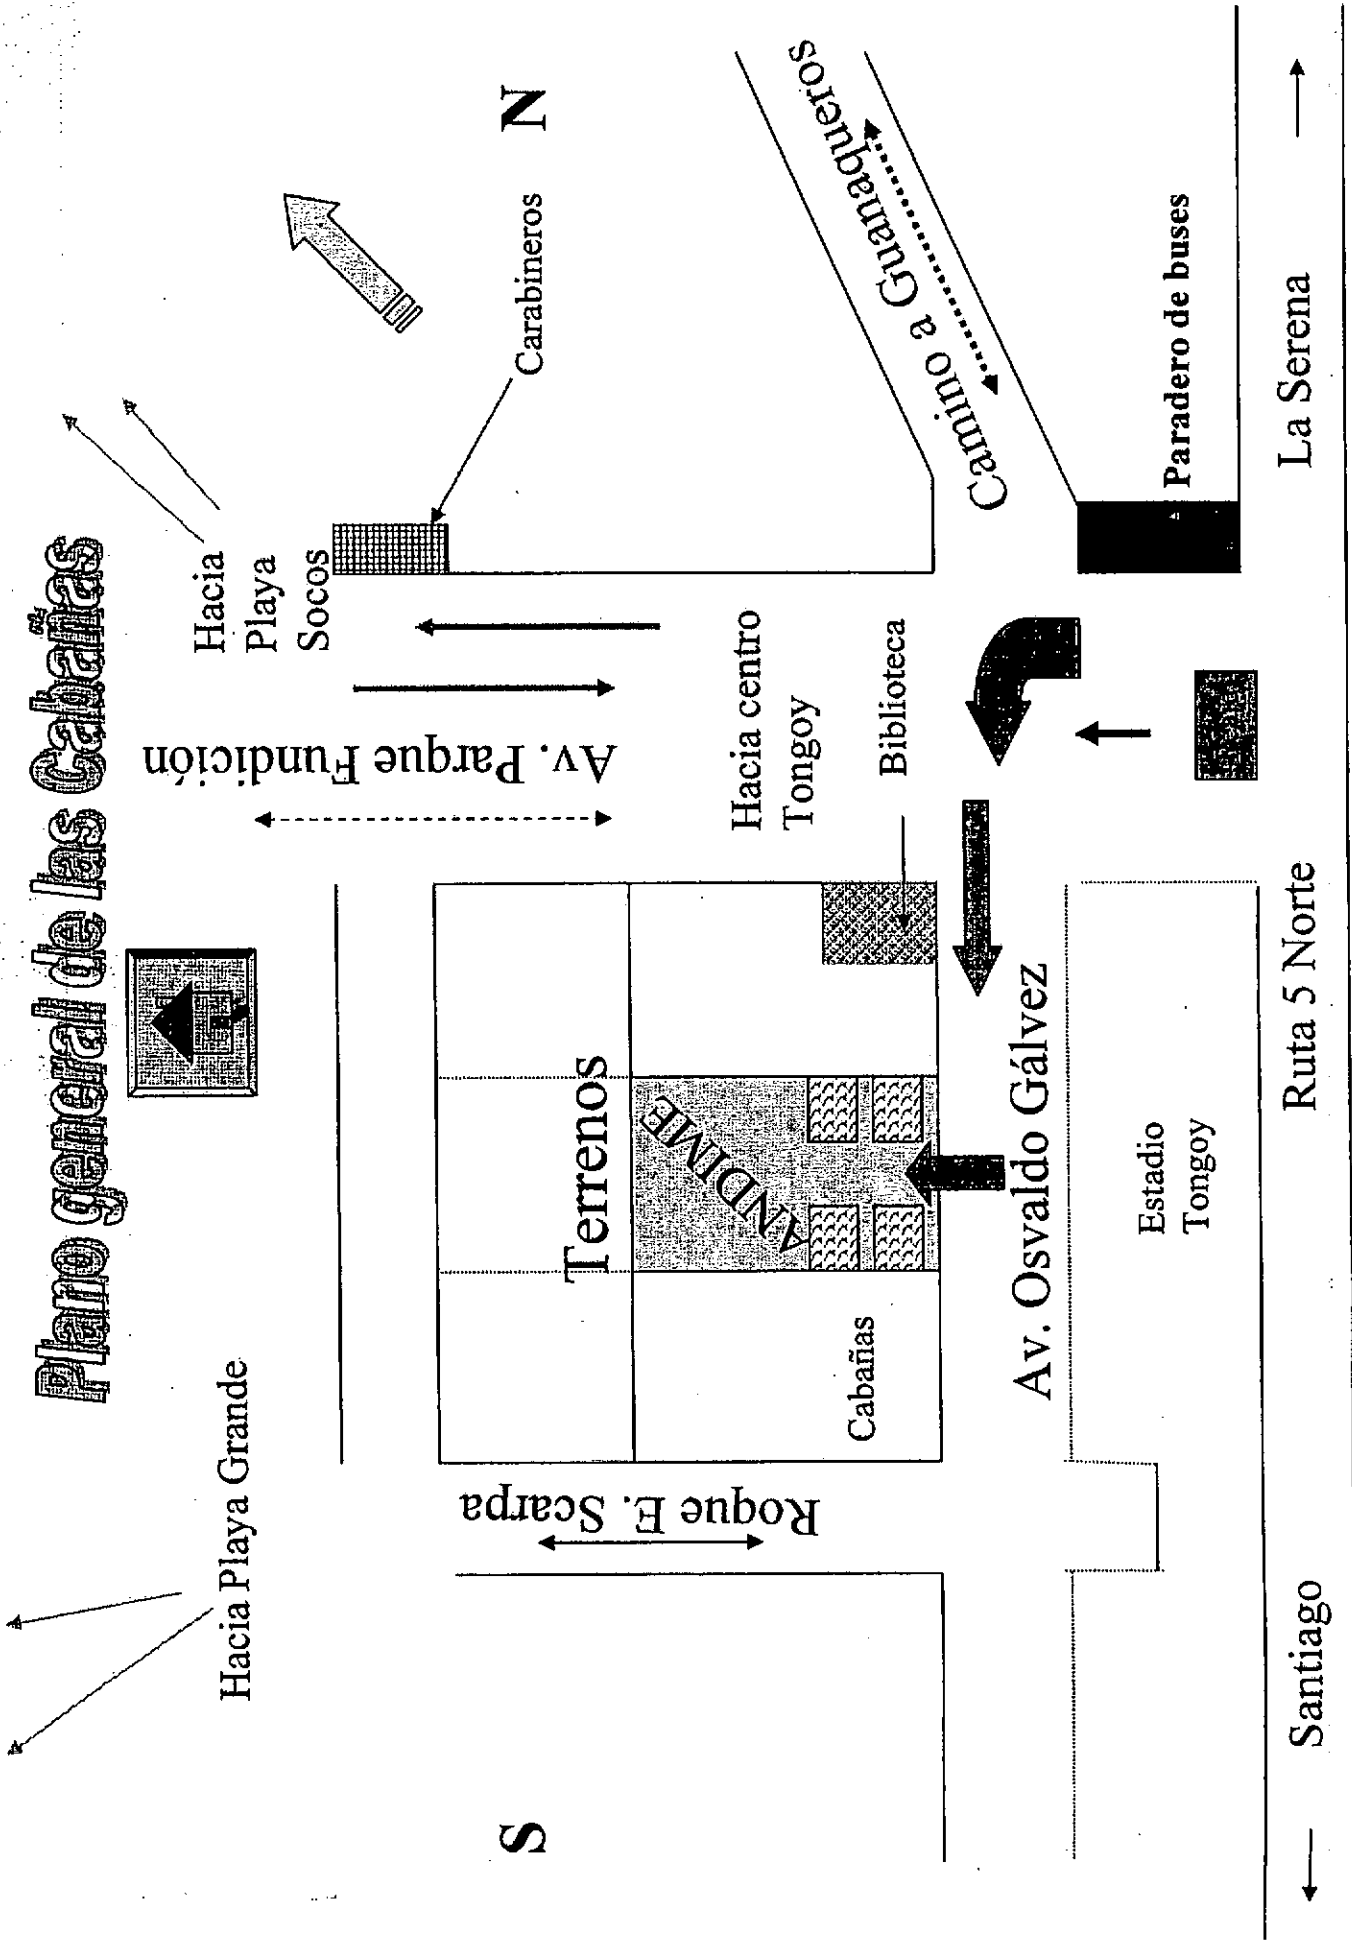 Plano general de las Cabañas
Hacia Playa Grande
Hacia
Playa
Socos
N
S
Carabineros
Av. Parque Fundición
Roque E. Scarpa
Terrenos
ANDIME
Hacia centro
Tongoy
Biblioteca
Cabañas
Camino a Guanaqueros
Av. Osvaldo Gálvez
Estadio
Tongoy
Paradero de buses
Santiago
Ruta 5 Norte
La Serena